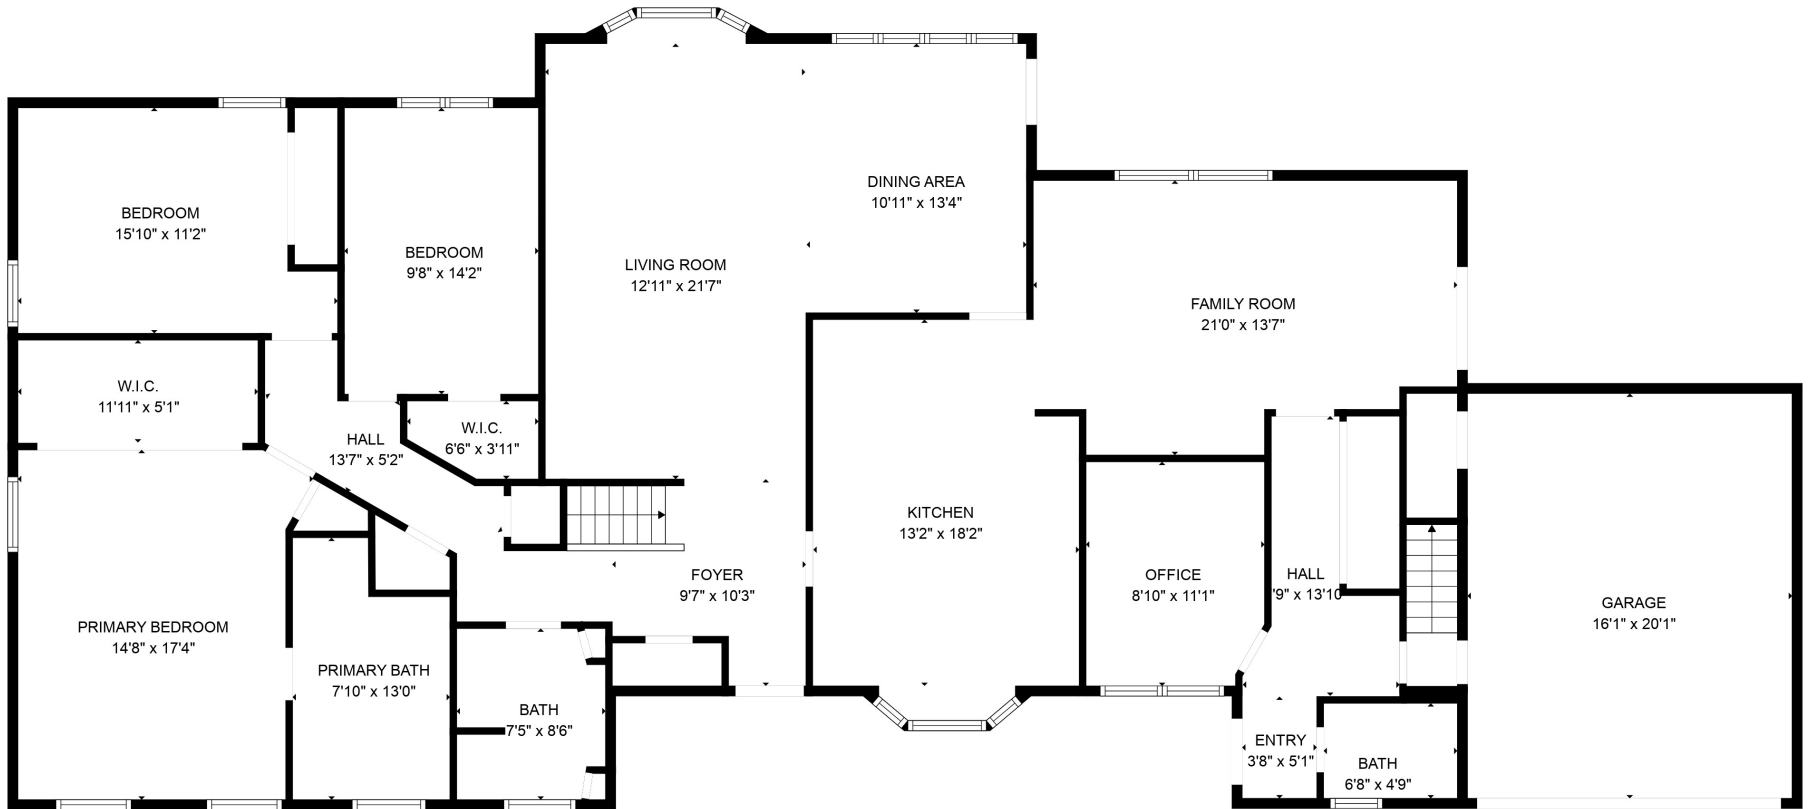 BEDROOM
15'10" x 11'2"
BEDROOM
9'8" x 14'2"
LIVING ROOM
12'11" x 21'7"
DINING AREA
10'11" x 13'4"
FAMILY ROOM
21'0" x 13'7"
W.I.C.
11'11" x 5'1"
HALL
13'7" x 5'2"
W.I.C.
6'6" x 3'11"
KITCHEN
13'2" x 18'2"
FOYER
9'7" x 10'3"
OFFICE
8'10" x 11'1"
HALL
'9" x 13'10
GARAGE
16'1" x 20'1"
PRIMARY BEDROOM
14'8" x 17'4"
PRIMARY BATH
7'10" x 13'0"
BATH
7'5" x 8'6"
ENTRY
3'8" x 5'1"
BATH
6'8" x 4'9"